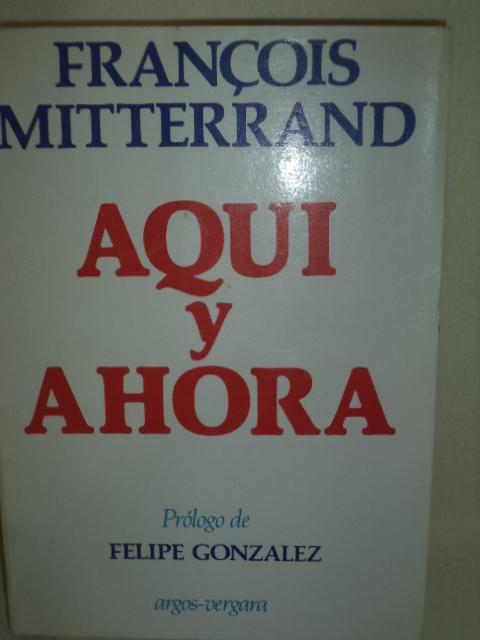 FRANÇOIS
MITTERRAND
AQUI
y
AHORA
Prólogo de
FELIPE GONZALEZ
argos-vergara